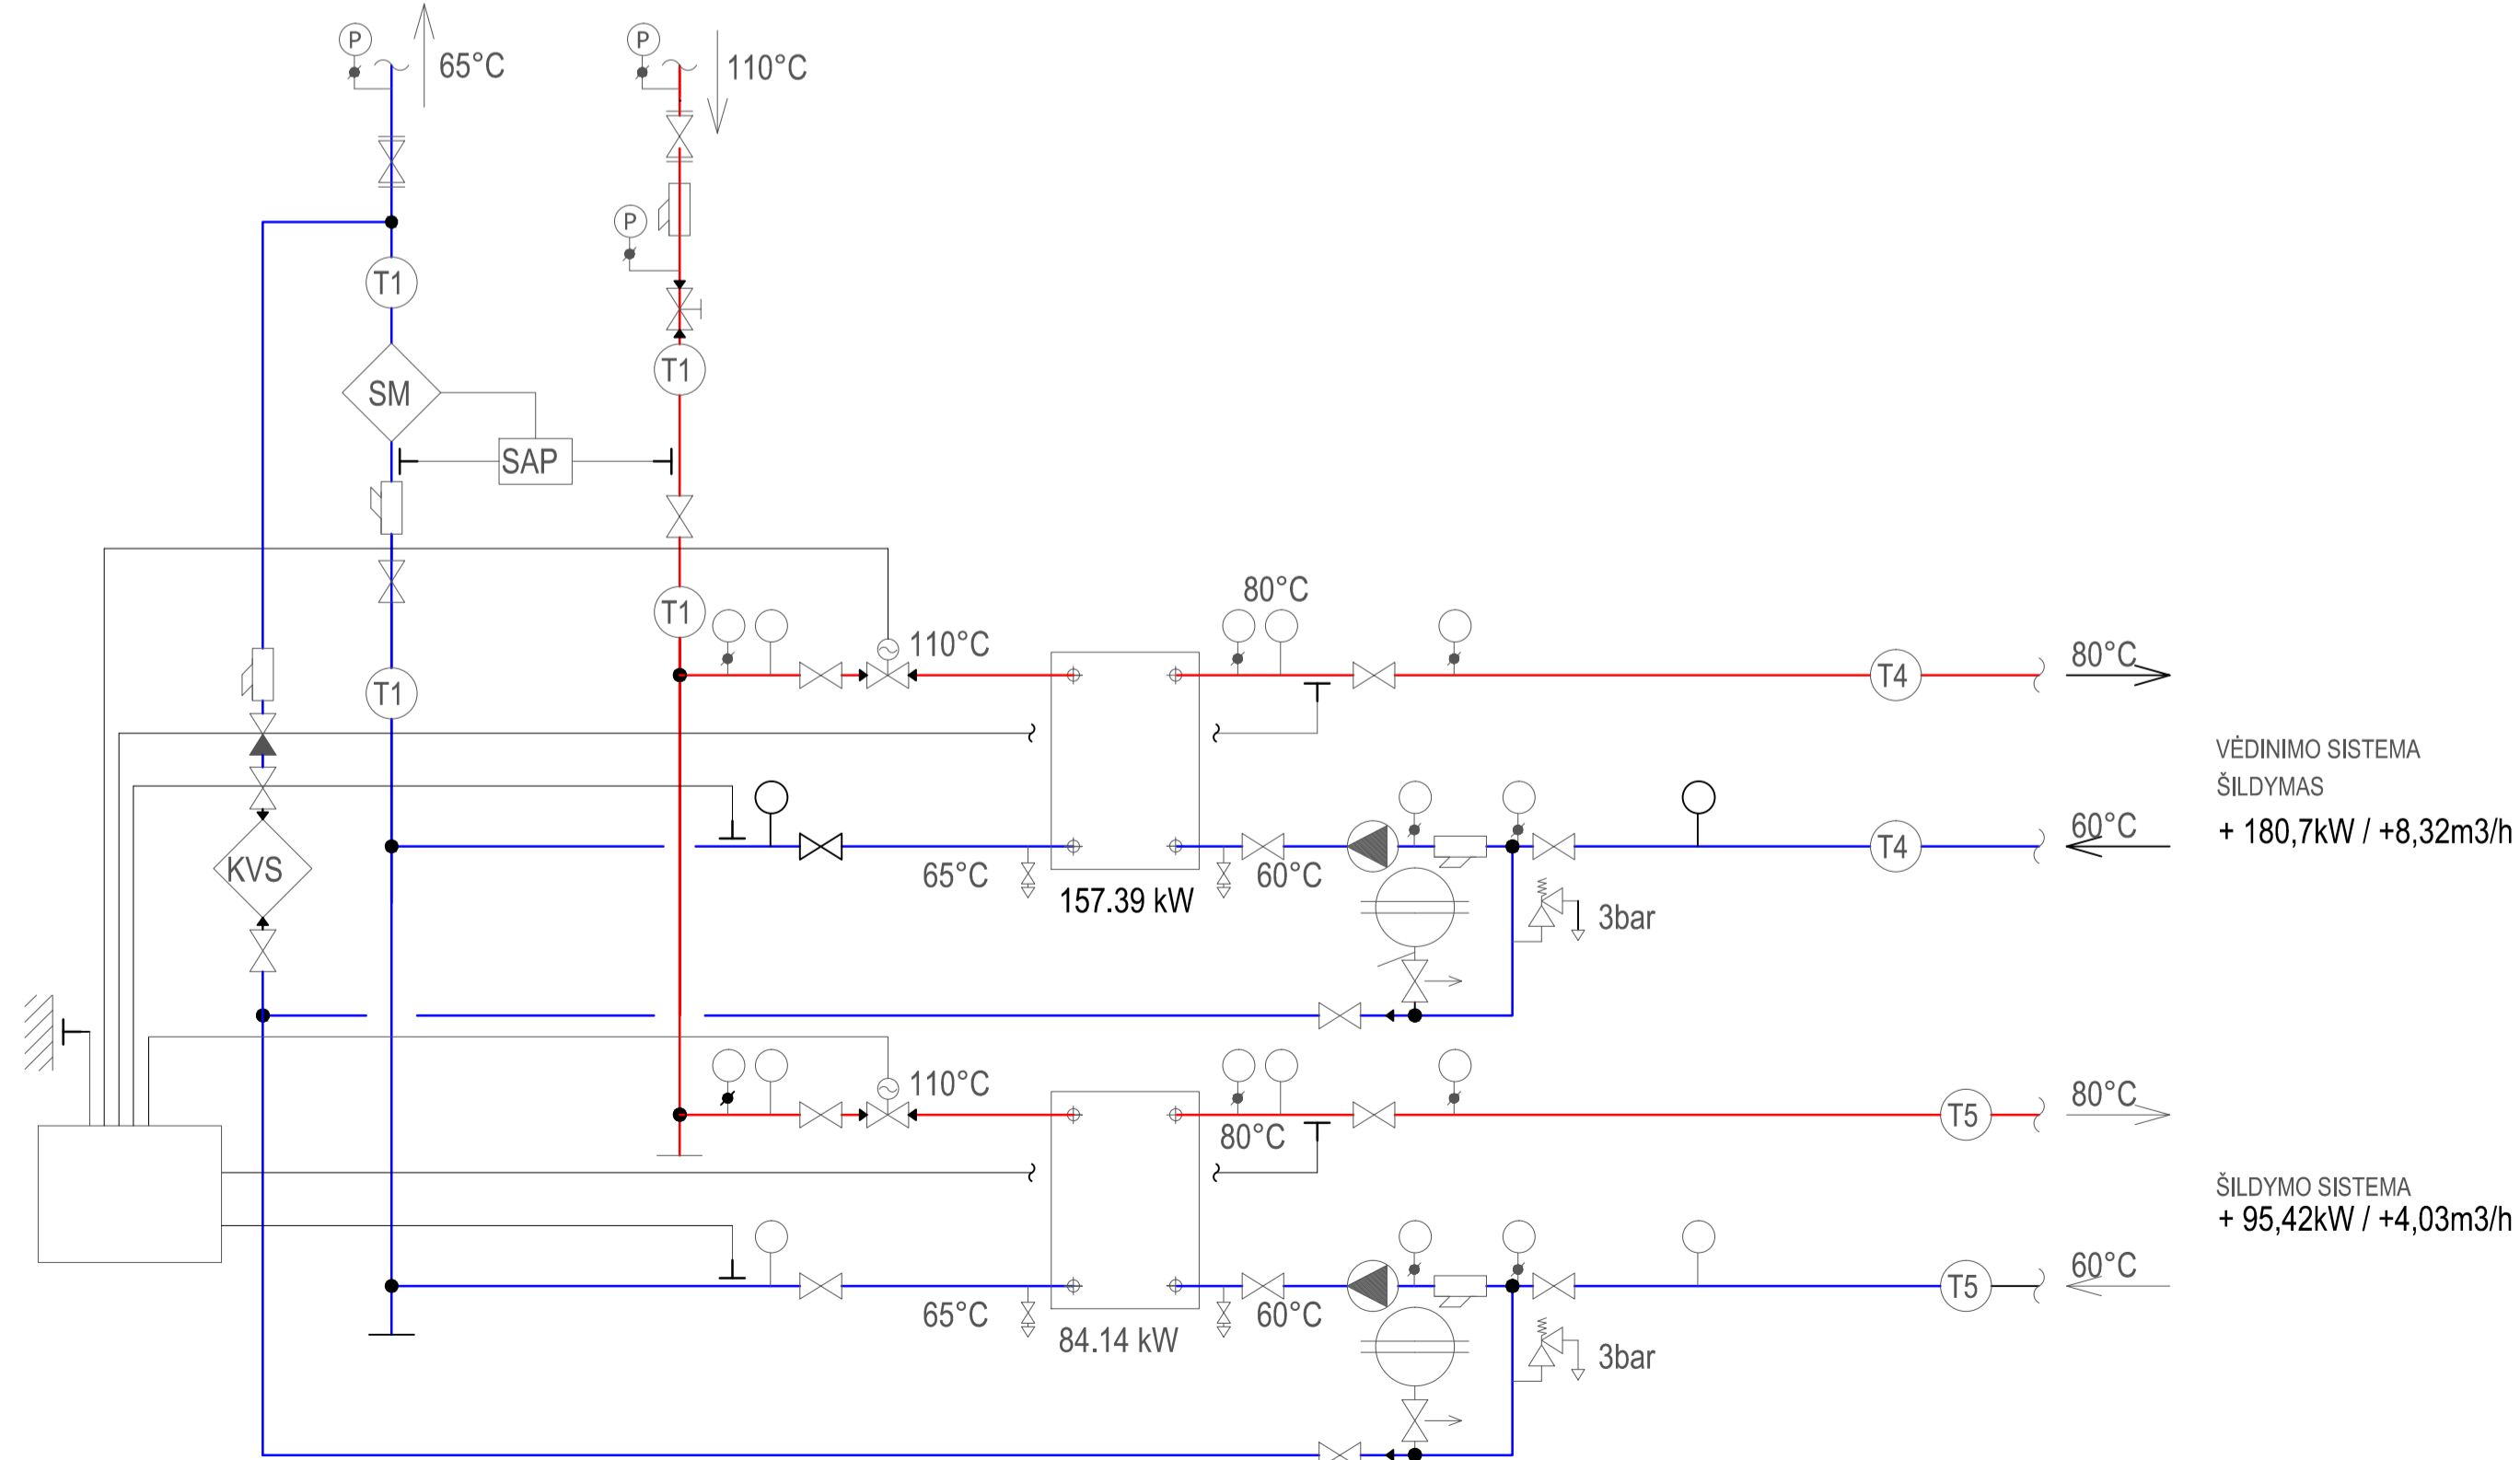 P
65°C
P
110°C
P
T1
T1
SM
SAP
80°C
T1
110°C
80°C
T1
T4
VĖDINIMO SISTEMA
ŠILDYMAS
60°C
+ 180,7kW / +8,32m3/h
T4
KVS
65°C
60°C
157.39 kW
3bar
110°C
80°C
80°C
T5
ŠILDYMO SISTEMA
+ 95,42kW / +4,03m3/h
60°C
T5
65°C
60°C
84.14 kW
3bar